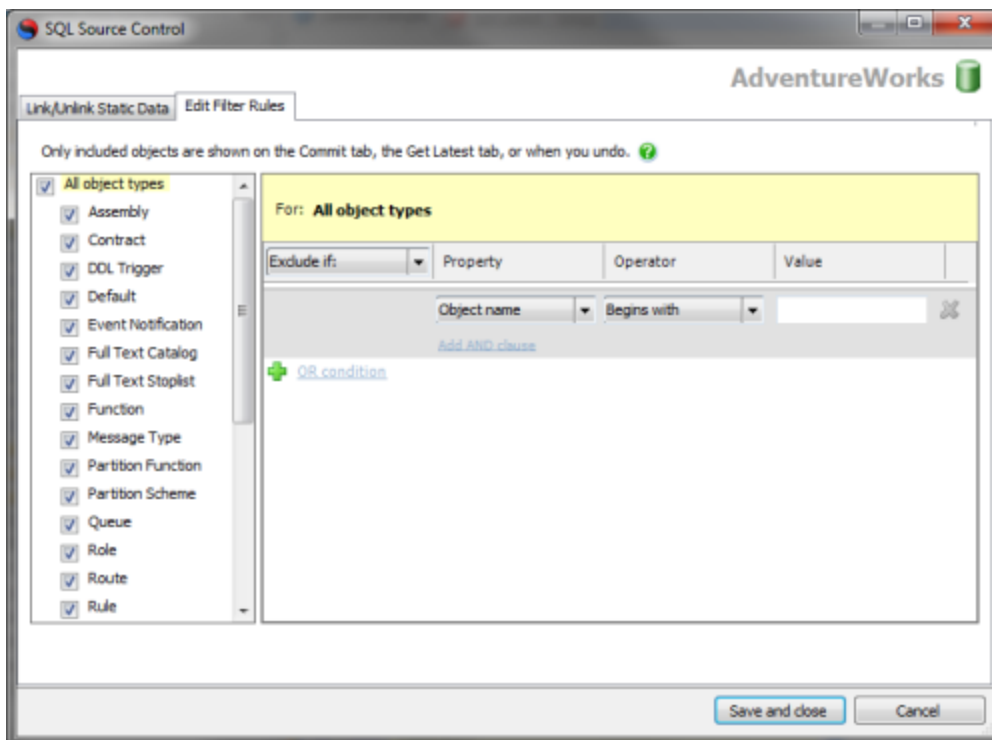 SQL Source Control
AdventureWorks
Link/Unlink Static Data Edit Filter Rules
Only included objects are shown on the Commit tab, the Get Latest tab, or when you undo.
All object types
Assembly
Contract
DDL Trigger
Default
Event Notification
Full Text Catalog
Full Text Stoplist
Function
Message Type
Partition Function
Partition Scheme
Queue
Role
Route
Rule
For: All object types
Exclude if: Property Operator Value
Object name Begins with
Add AND clause
OR condition
Save and close Cancel